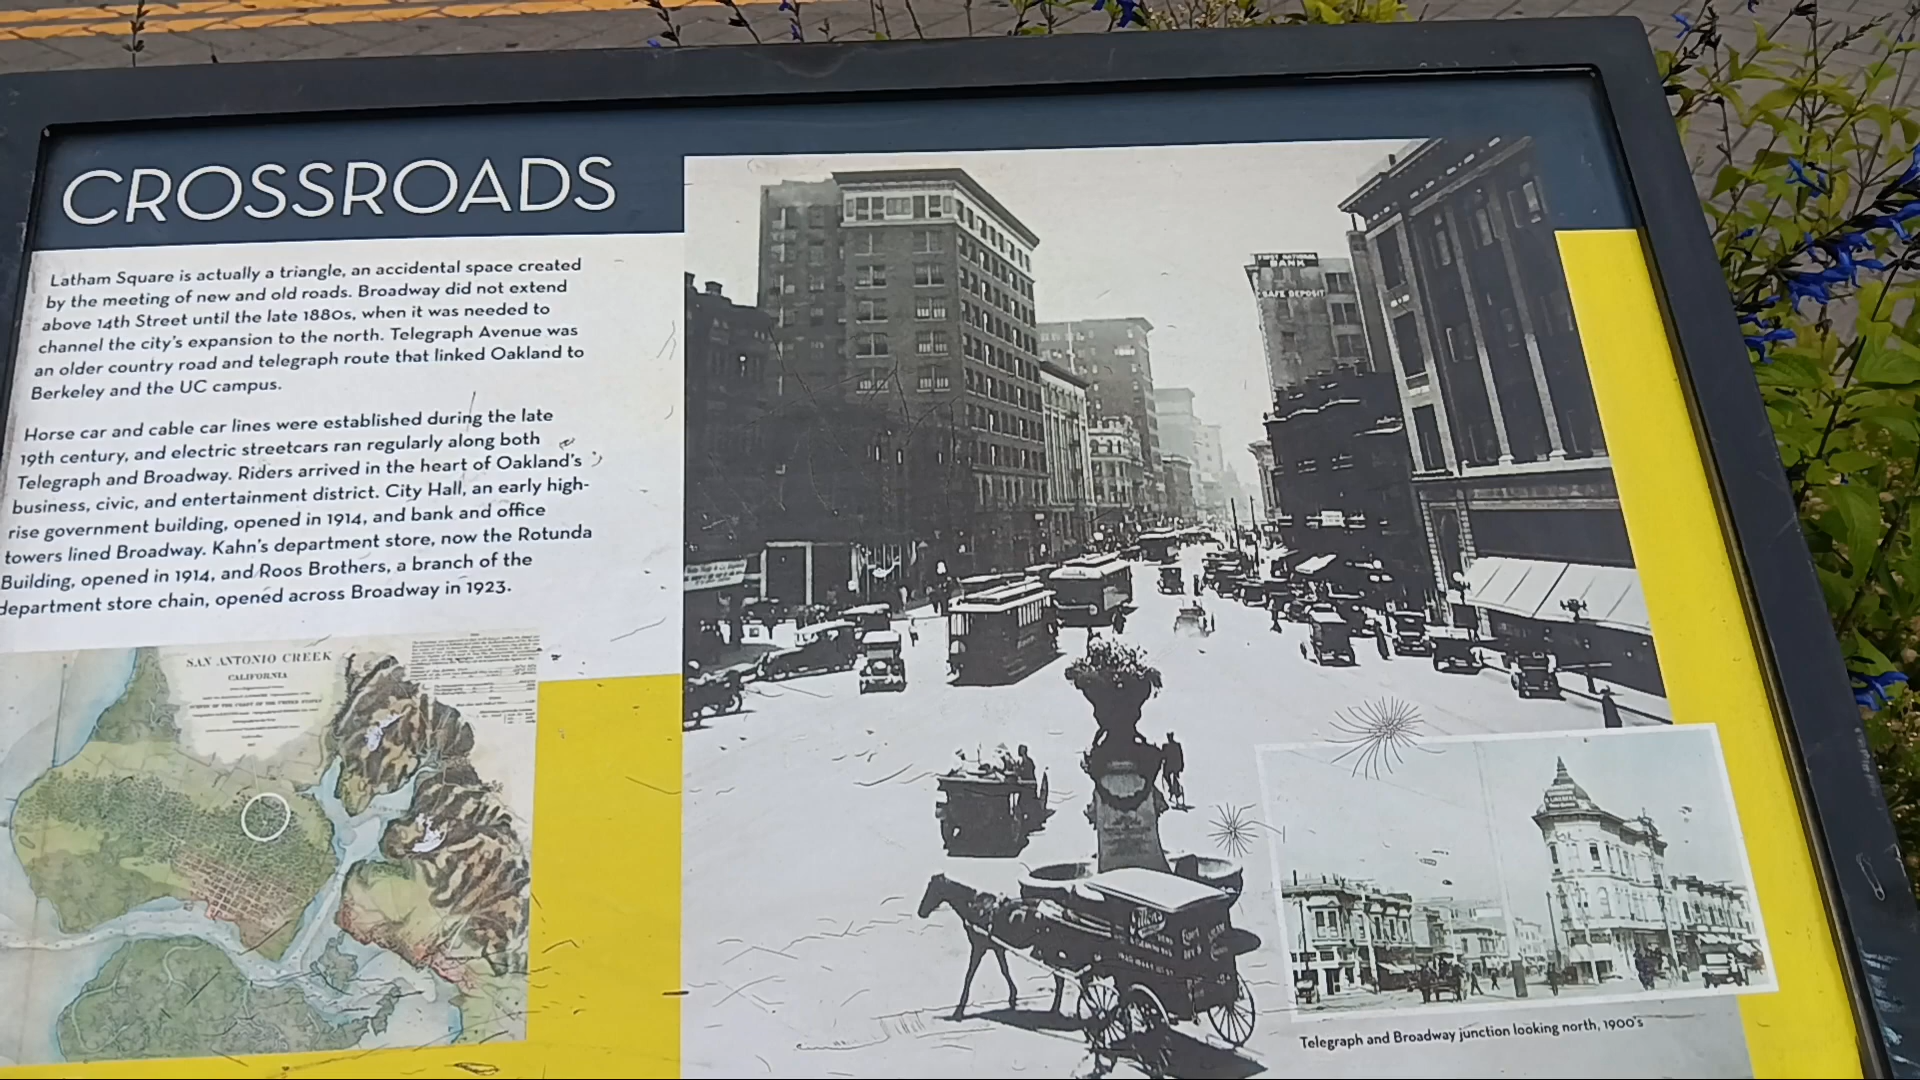 CROSSROADS
Latham Square is actually a triangle, an accidental space created
by the meeting of new and old roads. Broadway did not extend
above 14th Street until the late 1880s, when it was needed to
channel the city's expansion to the north. Telegraph Avenue was
an older country road and telegraph route that linked Oakland to
Berkeley and the UC campus.
Horse car and cable car lines were established during the late
19th century, and electric streetcars ran regularly along both
Telegraph and Broadway. Riders arrived in the heart of Oakland's
business, civic, and entertainment district. City Hall, an early high-
rise government building, opened in 1914, and bank and office
towers lined Broadway. Kahn's department store, now the Rotunda
Building, opened in 1914, and Roos Brothers, a branch of the
department store chain, opened across Broadway in 1923.
SAN ANTONIO CREEK
CALIFORNIA
FIRST NATIONAL
BANK
SAFE DEPOSIT
Telegraph and Broadway junction looking north, 1900's